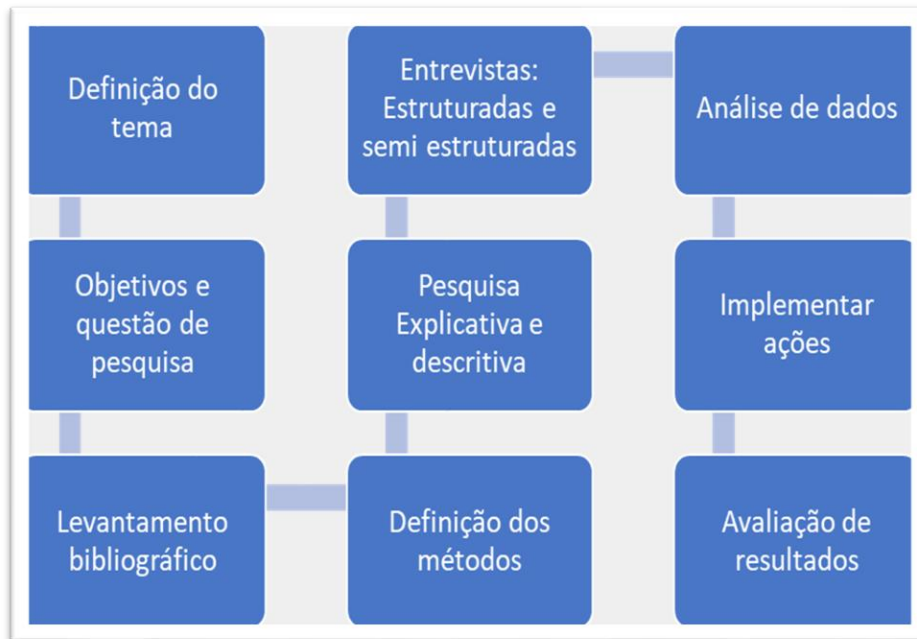 Definição do
tema
Objetivos e
questão de
pesquisa
Levantamento
bibliográfico
Definição dos
métodos
Pesquisa
Explicativa e
descritiva
Entrevistas:
Estruturadas e
semi estruturadas
Análise de dados
Implementar
ações
Avaliação de
resultados